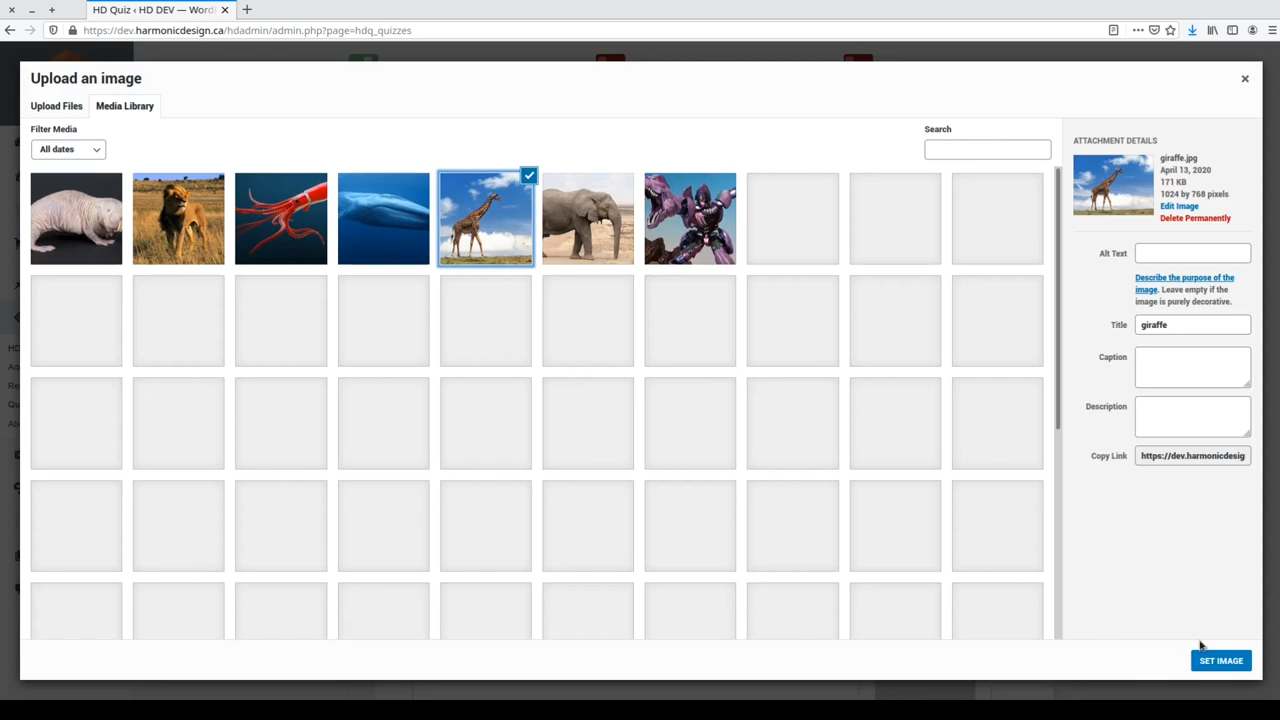 HD Quiz ‹ HD DEV — Word
https://dev.harmonicdesign.ca/hdadmin/admin.php?page=hdq_quizzes
Upload an image
Upload Files
Media Library
Filter Media
All dates
Search
ATTACHMENT DETAILS
giraffe.jpg
April 13, 2020
171 KB
1024 by 768 pixels
Edit Image
Delete Permanently
Alt Text
Describe the purpose of the
image. Leave empty if the
image is purely decorative.
Title
giraffe
Caption
Description
Copy Link
https://dev.harmonicdesig
SET IMAGE